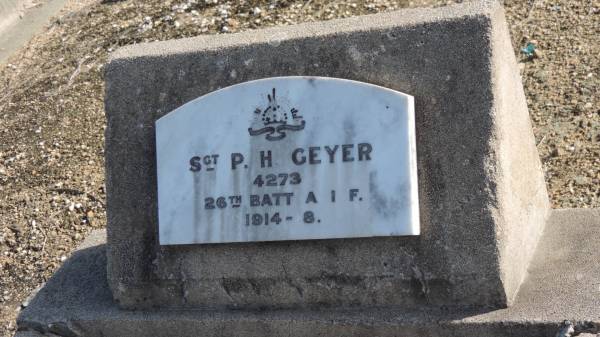 SGT P. H GEYER
4273
26TH BATT A I F.
1914-8.